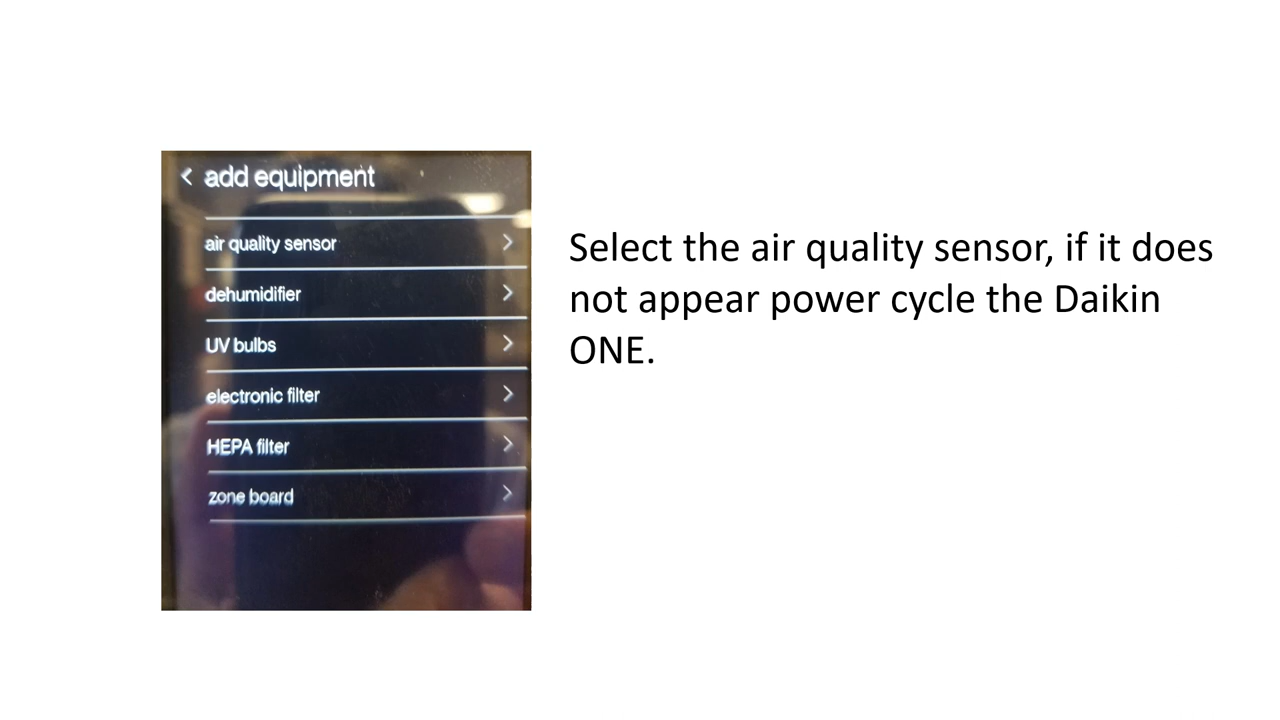 < add equipment
air quality sensor >
dehumidifier >
UV bulbs >
electronic filter >
HEPA filter >
zone board >
Select the air quality sensor, if it does
not appear power cycle the Daikin
ONE.